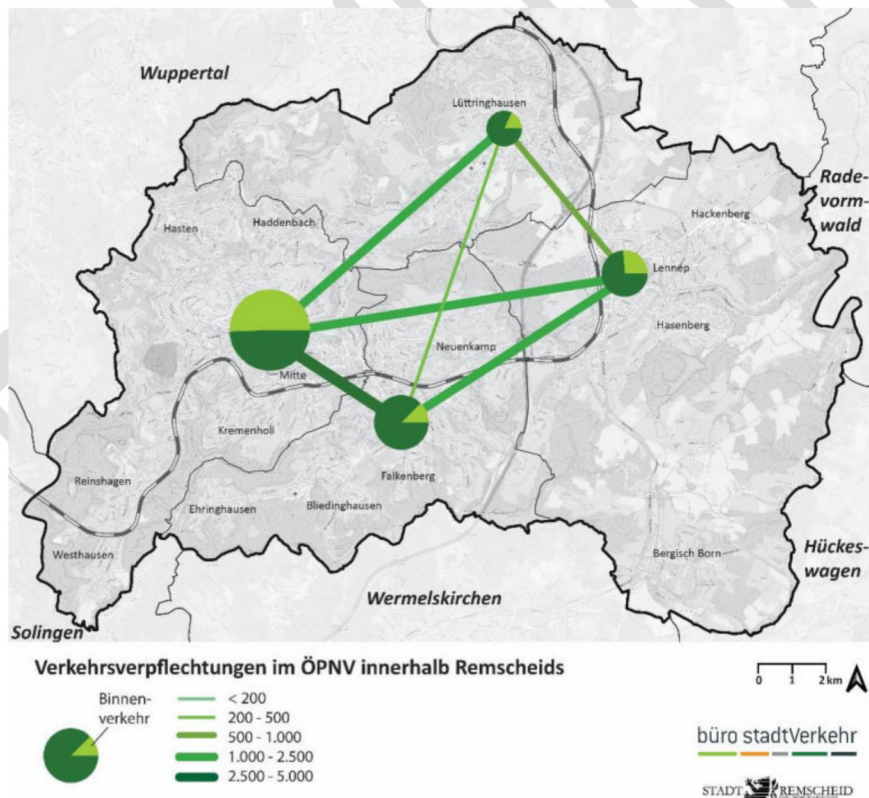 Wuppertal
Lüttringhausen
Rade-
vorm-
wald
Hackenberg
Hasten
Haddenbach
Lennep
Hasenberg
Neuenkamp
Mitte
Kremenholl
Falkenberg
Reinshagen
Ehringhausen
Bliedinghausen
Westhausen
Bergisch Born
Hückes-
wagen
Wermelskirchen
Solingen
Verkehrsverpflechtungen im ÖPNV innerhalb Remscheids
0 1 2 km
Binnen-
verkehr
< 200
200 - 500
500 - 1.000
1.000 - 2.500
2.500 - 5.000
büro stadtVerkehr
STADT REMSCHEID